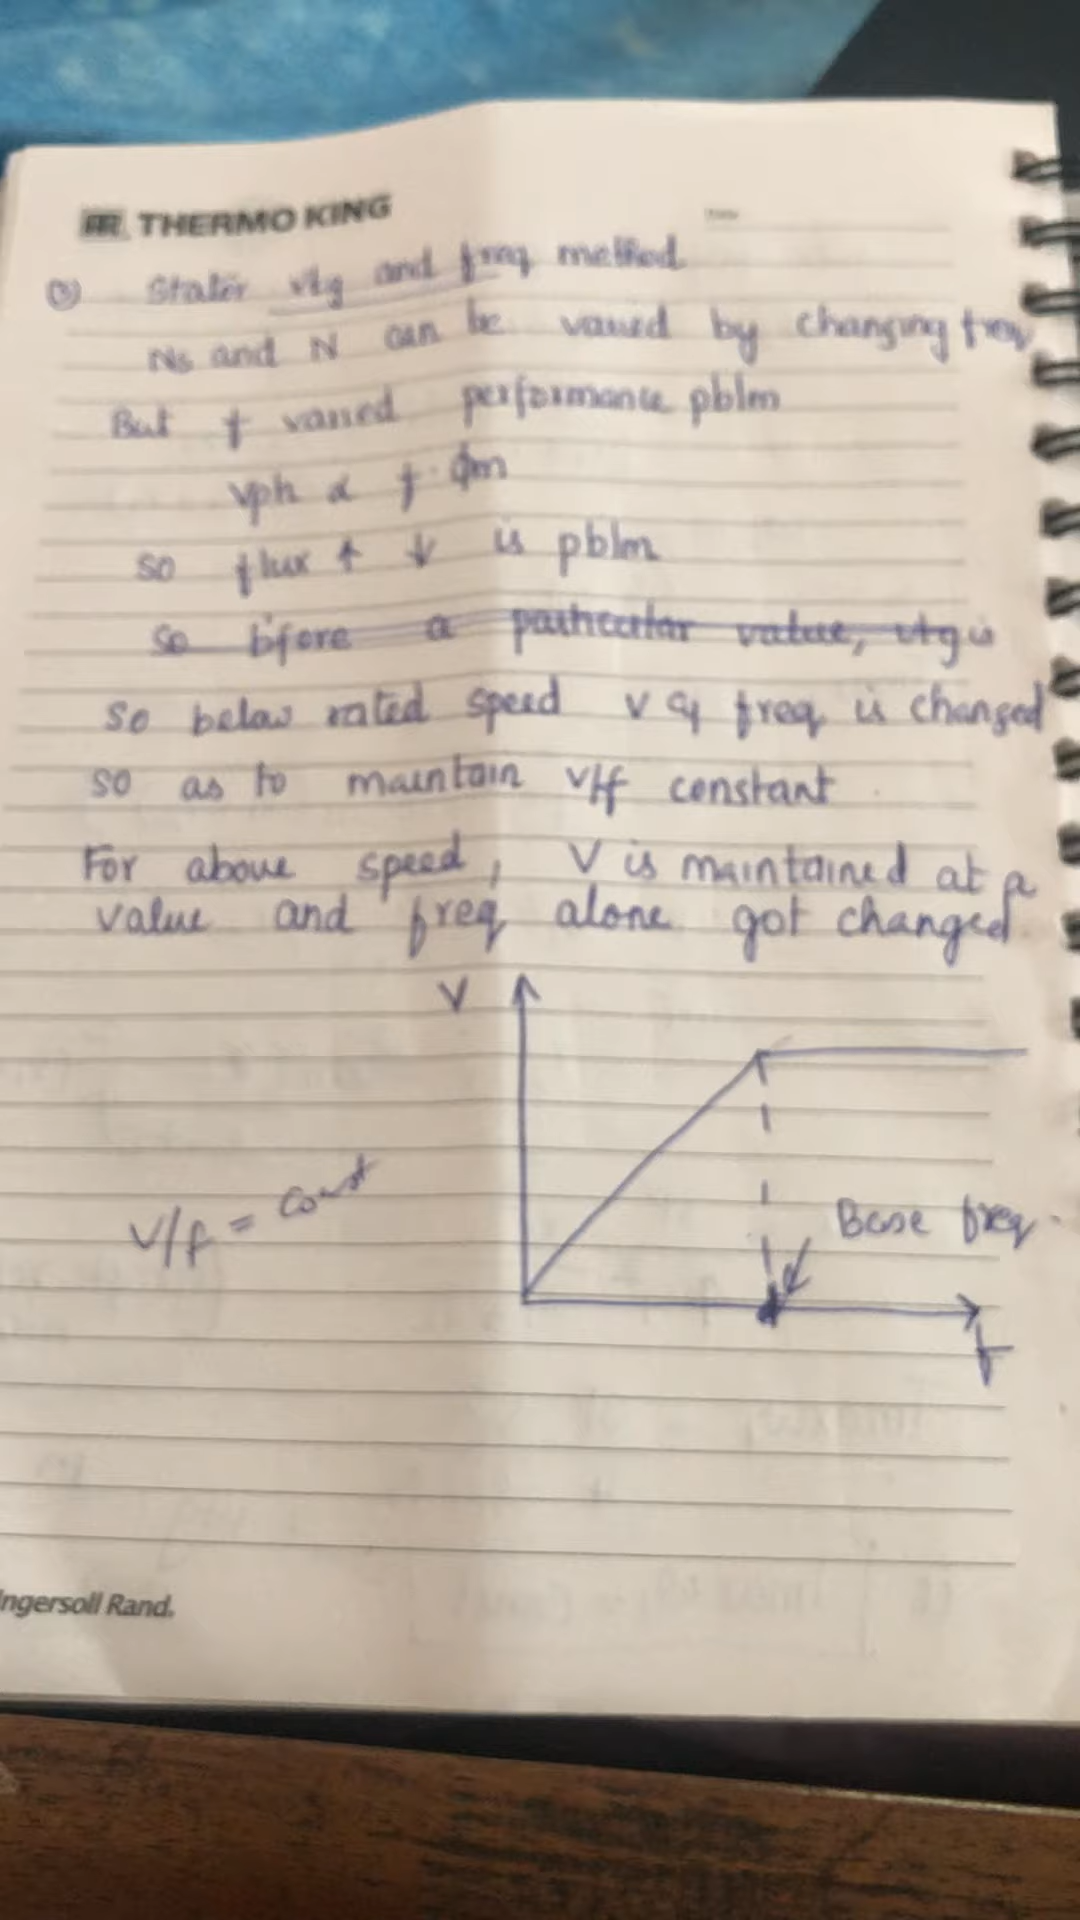 IR THERMO KING
Date
③ Stator vtg and freq method
Ns and N can be varied by changing freq
But f varied performance pblm
Vph α f. ϕm
so flux ↑ ↓ is pblm
so bfore a particular value, vtg is
so below rated speed V & freq is changed
so as to maintain V/f constant
For above speed, V is maintained at a
value and freq alone got changed.
V
V/f = Const
Base freq.
f
Ingersoll Rand.